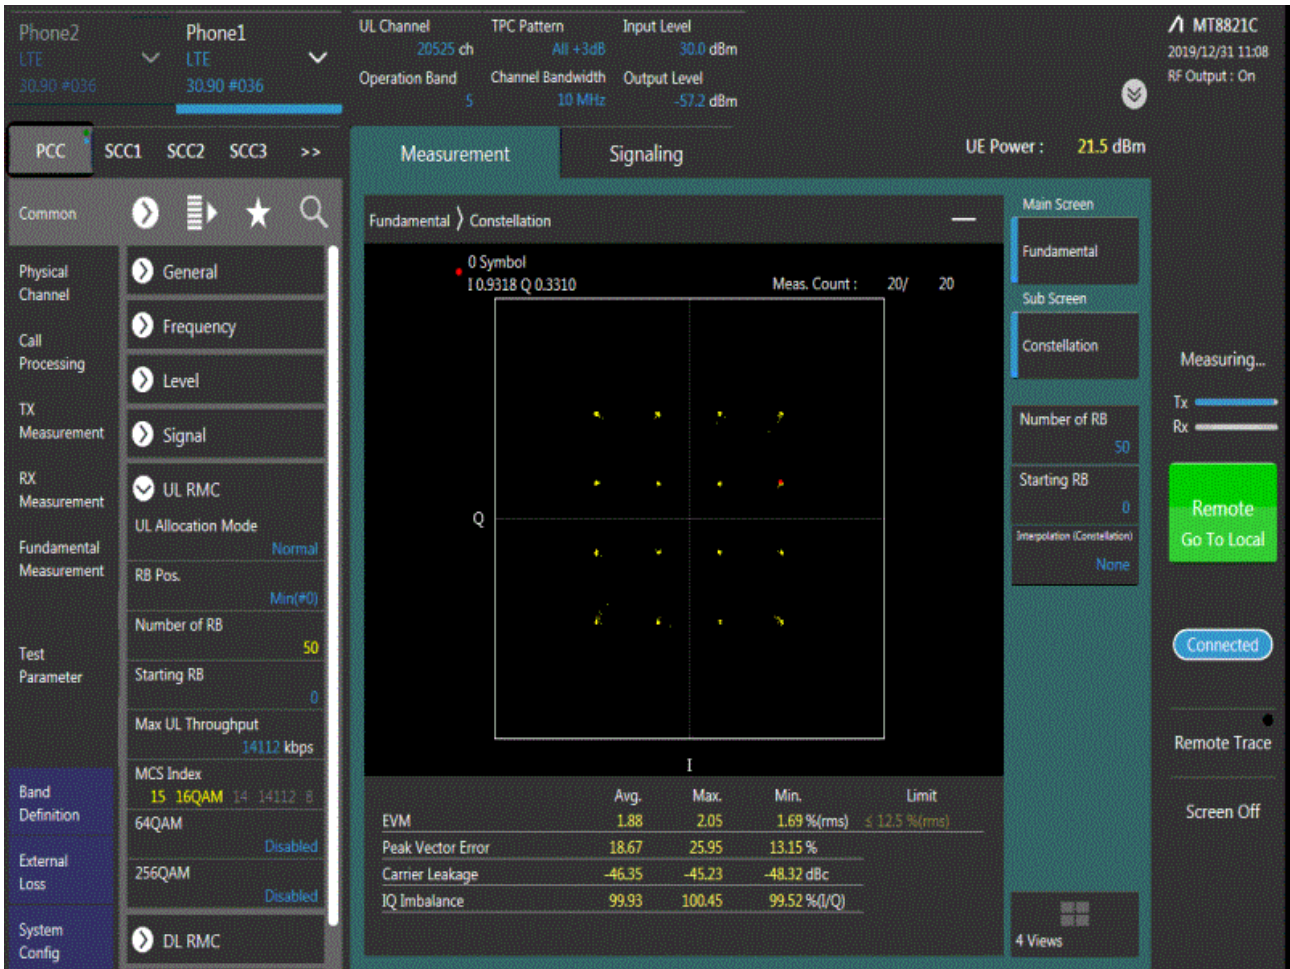 Phone2
LTE
30.90 #036
Phone1
LTE
30.90 #036
UL Channel
20525 ch
Operation Band
5
TPC Pattern
All +3dB
Channel Bandwidth
10 MHz
Input Level
30.0 dBm
Output Level
-57.2 dBm
MT8821C
2019/12/31 11:08
RF Output : On
PCC SCC1 SCC2 SCC3 >>
Measurement
Signaling
UE Power : 21.5 dBm
Common
Physical
Channel
Call
Processing
TX
Measurement
RX
Measurement
Fundamental
Measurement
Test
Parameter
Band
Definition
External
Loss
System
Config
General
Frequency
Level
Signal
UL RMC
UL Allocation Mode
Normal
RB Pos.
Min(#0)
Number of RB
50
Starting RB
0
Max UL Throughput
14112 kbps
MCS Index
15 16QAM 14 14112 8
64QAM
Disabled
256QAM
Disabled
DL RMC
Fundamental 〉 Constellation
0 Symbol
I 0.9318 Q 0.3310
Meas. Count : 20/ 20
Q
I
Avg. Max. Min. Limit
EVM 1.88 2.05 1.69 %(rms) ≤ 12.5 %(rms)
Peak Vector Error 18.67 25.95 13.15 %
Carrier Leakage -46.35 -45.23 -48.32 dBc
IQ Imbalance 99.93 100.45 99.52 %(I/Q)
Main Screen
Fundamental
Sub Screen
Constellation
Number of RB
50
Starting RB
0
Interpolation (Constellation)
None
4 Views
Measuring...
Tx
Rx
Remote
Go To Local
Connected
Remote Trace
Screen Off